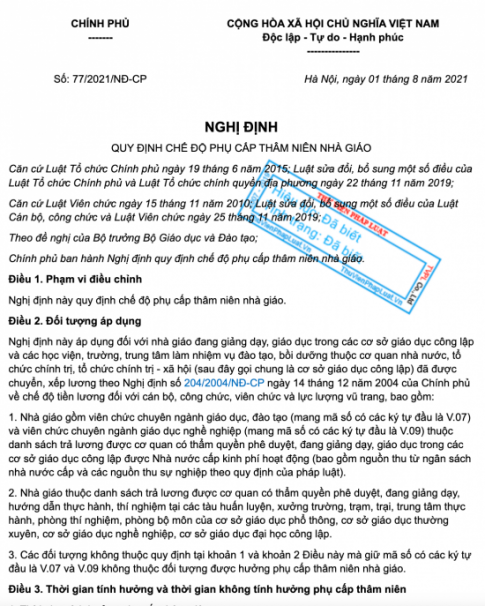 CHÍNH PHỦ
-------
CỘNG HÒA XÃ HỘI CHỦ NGHĨA VIỆT NAM
Độc lập - Tự do - Hạnh phúc
---------------
Số: 77/2021/NĐ-CP
Hà Nội, ngày 01 tháng 8 năm 2021
NGHỊ ĐỊNH
QUY ĐỊNH CHẾ ĐỘ PHỤ CẤP THÂM NIÊN NHÀ GIÁO
Căn cứ Luật Tổ chức Chính phủ ngày 19 tháng 6 năm 2015; Luật sửa đổi, bổ sung một số điều của
Luật Tổ chức Chính phủ và Luật Tổ chức chính quyền địa phương ngày 22 tháng 11 năm 2019;
Căn cứ Luật Viên chức ngày 15 tháng 11 năm 2010; Luật sửa đổi, bổ sung một số điều của Luật
Cán bộ, công chức và Luật Viên chức ngày 25 tháng 11 năm 2019;
Theo đề nghị của Bộ trưởng Bộ Giáo dục và Đào tạo;
Chính phủ ban hành Nghị định quy định chế độ phụ cấp thâm niên nhà giáo.
THƯ VIỆN PHÁP LUẬT
Hiệu lực: Đã biết
Tình trạng: Đã biết
ThuVienPhapLuat.Vn
TVPL Co., Ltd
Điều 1. Phạm vi điều chỉnh
Nghị định này quy định chế độ phụ cấp thâm niên nhà giáo.
Điều 2. Đối tượng áp dụng
Nghị định này áp dụng đối với nhà giáo đang giảng dạy, giáo dục trong các cơ sở giáo dục công lập
và các học viện, trường, trung tâm làm nhiệm vụ đào tạo, bồi dưỡng thuộc cơ quan nhà nước, tổ
chức chính trị, tổ chức chính trị - xã hội (sau đây gọi chung là cơ sở giáo dục công lập) đã được
chuyển, xếp lương theo Nghị định số 204/2004/NĐ-CP ngày 14 tháng 12 năm 2004 của Chính phủ
về chế độ tiền lương đối với cán bộ, công chức, viên chức và lực lượng vũ trang, bao gồm:
1. Nhà giáo gồm viên chức chuyên ngành giáo dục, đào tạo (mang mã số có các ký tự đầu là V.07)
và viên chức chuyên ngành giáo dục nghề nghiệp (mang mã số có các ký tự đầu là V.09) thuộc
danh sách trả lương được cơ quan có thẩm quyền phê duyệt, đang giảng dạy, giáo dục trong các
cơ sở giáo dục công lập được Nhà nước cấp kinh phí hoạt động (bao gồm nguồn thu từ ngân sách
nhà nước cấp và các nguồn thu sự nghiệp theo quy định của pháp luật).
2. Nhà giáo thuộc danh sách trả lương được cơ quan có thẩm quyền phê duyệt, đang giảng dạy,
hướng dẫn thực hành, thí nghiệm tại các tàu huấn luyện, xưởng trường, trạm, trại, trung tâm thực
hành, phòng thí nghiệm, phòng bộ môn của cơ sở giáo dục phổ thông, cơ sở giáo dục thường
xuyên, cơ sở giáo dục nghề nghiệp, cơ sở giáo dục đại học công lập.
3. Các đối tượng không thuộc quy định tại khoản 1 và khoản 2 Điều này mà giữ mã số có các ký tự
đầu là V.07 và V.09 không thuộc đối tượng được hưởng phụ cấp thâm niên nhà giáo.
Điều 3. Thời gian tính hưởng và thời gian không tính hưởng phụ cấp thâm niên